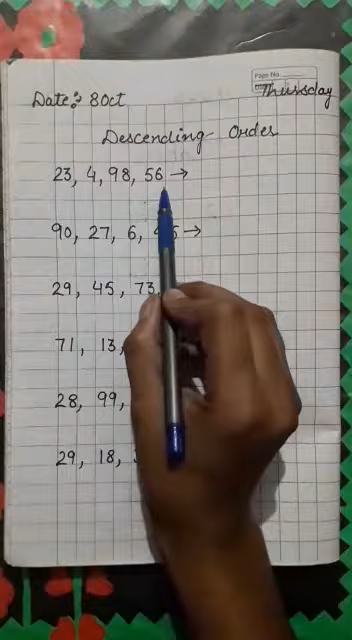 Page No.
Date: 8 Oct Thursday
Descending Order
23, 4, 98, 56 →
90, 27, 6, 45 →
29, 45, 73,
71, 13,
28, 99,
29, 18,